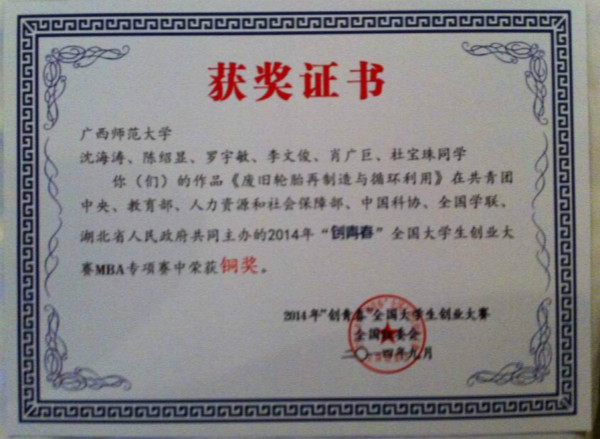 获奖证书
广西师范大学
沈海涛、陈绍显、罗宇敏、李文俊、肖广巨、杜宝珠同学
你（们）的作品《废旧轮胎再制造与循环利用》在共青团
中央、教育部、人力资源和社会保障部、中国科协、全国学联、
湖北省人民政府共同主办的2014年“创青春”全国大学生创业大
赛MBA专项赛中荣获铜奖。
2014年“创青春”全国大学生创业大赛
全国组委会
二〇一四年九月